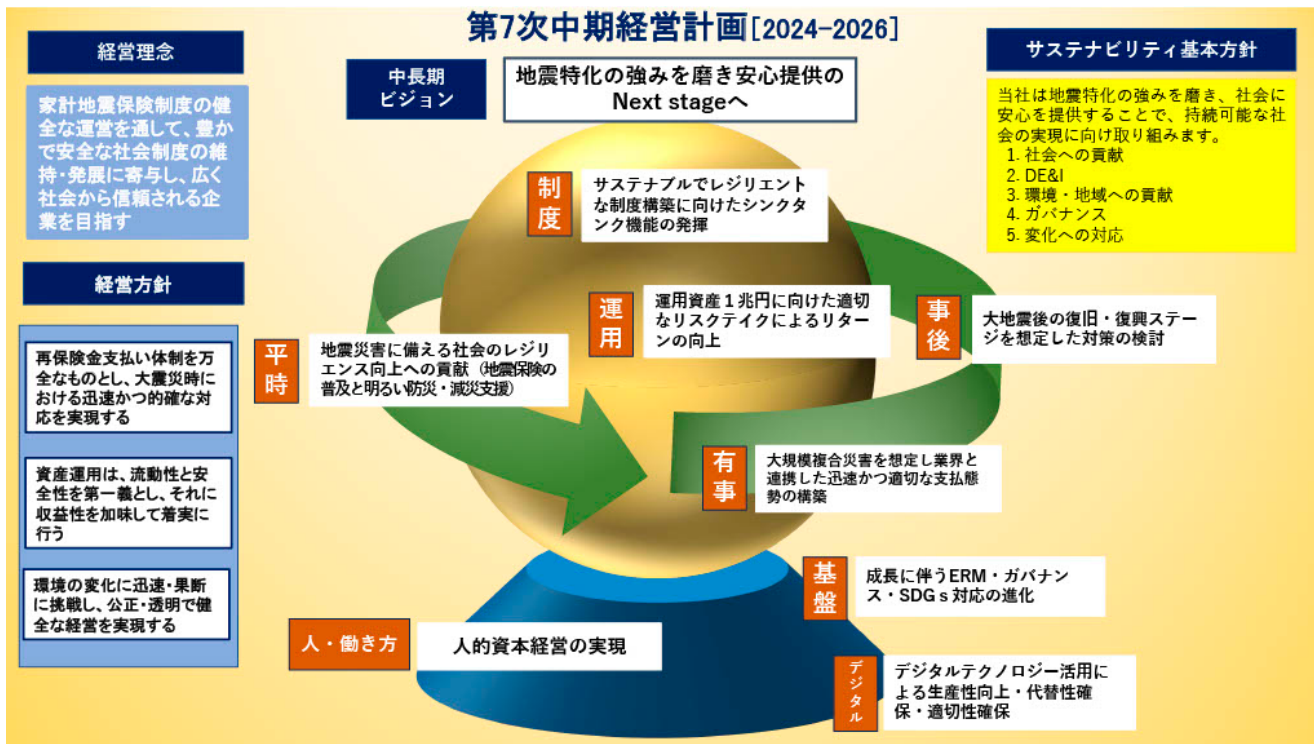 第7次中期経営計画[2024-2026]
経営理念
家計地震保険制度の健
全な運営を通して、豊か
で安全な社会制度の維
持・発展に寄与し、広く
社会から信頼される企
業を目指す
経営方針
再保険金支払い体制を万
全なものとし、大震災時に
おける迅速かつ的確な対
応を実現する
資産運用は、流動性と安
全性を第一義とし、それに
収益性を加味して着実に
行う
環境の変化に迅速・果断
に挑戦し、公正・透明で健
全な経営を実現する
中長期
ビジョン
地震特化の強みを磨き安心提供の
Next stageへ
制度
サステナブルでレジリエント
な制度構築に向けたシンクタ
ンク機能の発揮
運用
運用資産１兆円に向けた適切
なリスクテイクによるリター
ンの向上
事後
大地震後の復旧・復興ステー
ジを想定した対策の検討
平時
地震災害に備える社会のレジリ
エンス向上への貢献（地震保険の
普及と明るい防災・減災支援）
有事
大規模複合災害を想定し業界と
連携した迅速かつ適切な支払態
勢の構築
基盤
成長に伴うERM・ガバナン
ス・SDGｓ対応の進化
人・働き方
人的資本経営の実現
デジタル
デジタルテクノロジー活用に
よる生産性向上・代替性確
保・適切性確保
サステナビリティ基本方針
当社は地震特化の強みを磨き、社会に
安心を提供することで、持続可能な社
会の実現に向け取り組みます。
1. 社会への貢献
2. DE&I
3. 環境・地域への貢献
4. ガバナンス
5. 変化への対応